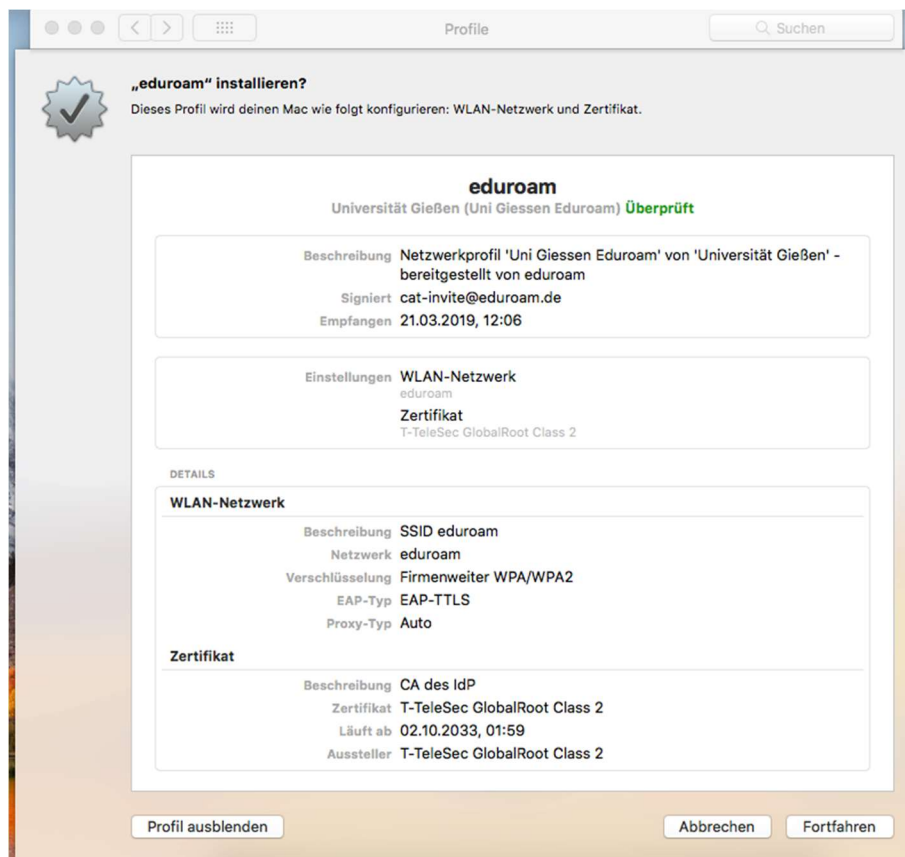 Profile
Suchen
„eduroam“ installieren?
Dieses Profil wird deinen Mac wie folgt konfigurieren: WLAN-Netzwerk und Zertifikat.
eduroam
Universität Gießen (Uni Giessen Eduroam) Überprüft
Beschreibung Netzwerkprofil 'Uni Giessen Eduroam' von 'Universität Gießen' -
bereitgestellt von eduroam
Signiert cat-invite@eduroam.de
Empfangen 21.03.2019, 12:06
Einstellungen WLAN-Netzwerk
eduroam
Zertifikat
T-TeleSec GlobalRoot Class 2
DETAILS
WLAN-Netzwerk
Beschreibung SSID eduroam
Netzwerk eduroam
Verschlüsselung Firmenweiter WPA/WPA2
EAP-Typ EAP-TTLS
Proxy-Typ Auto
Zertifikat
Beschreibung CA des IdP
Zertifikat T-TeleSec GlobalRoot Class 2
Läuft ab 02.10.2033, 01:59
Aussteller T-TeleSec GlobalRoot Class 2
Profil ausblenden Abbrechen Fortfahren